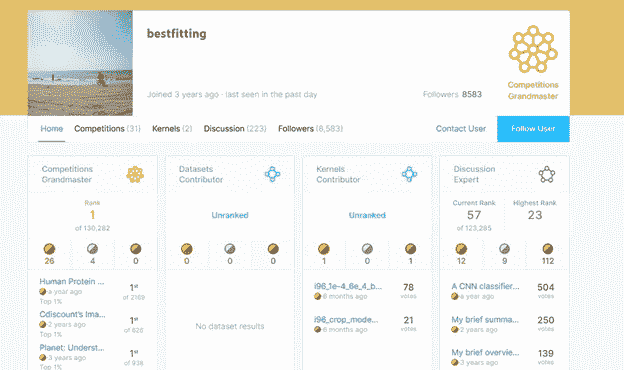 bestfitting
Joined 3 years ago · last seen in the past day
Followers 8583
Competitions
Grandmaster
Home Competitions (31) Kernels (2) Discussion (223) Followers (8,583)
Contact User
Follow User
Competitions
Grandmaster
Rank
1
of 130,282
26 4 0
Human Protein ...
a year ago
Top 1%
1st
of 2169
Cdiscount's Ima...
2 years ago
Top 1%
1st
of 626
Planet: Underst...
3 years ago
Top 1%
1st
of 936
Datasets
Contributor
Unranked
0 0 0
No dataset results
Kernels
Contributor
Unranked
1 0 1
i96_1e-4_6e_4_b...
6 months ago
78
votes
i96_crop_mode...
6 months ago
21
votes
Discussion
Expert
Current Rank
57
of 123,285
Highest Rank
23
12 9 112
A CNN classifier...
a year ago
504
votes
My brief summa...
2 years ago
250
votes
My brief overvie...
3 years ago
139
votes